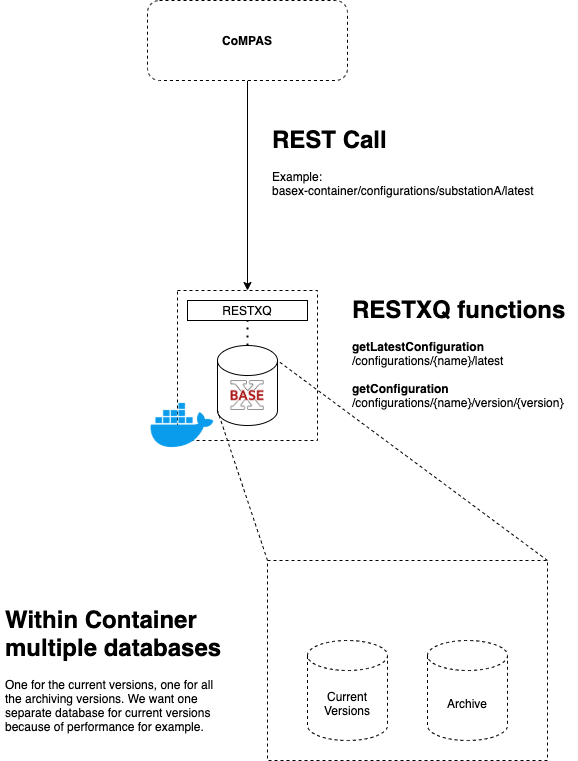 CoMPAS
REST Call
Example:
basex-container/configurations/substationA/latest
RESTXQ
RESTXQ functions
getLatestConfiguration
/configurations/{name}/latest
getConfiguration
/configurations/{name}/version/{version}
BASE
X
Within Container
multiple databases
One for the current versions, one for all
the archiving versions. We want one
separate database for current versions
because of performance for example.
Current
Versions
Archive